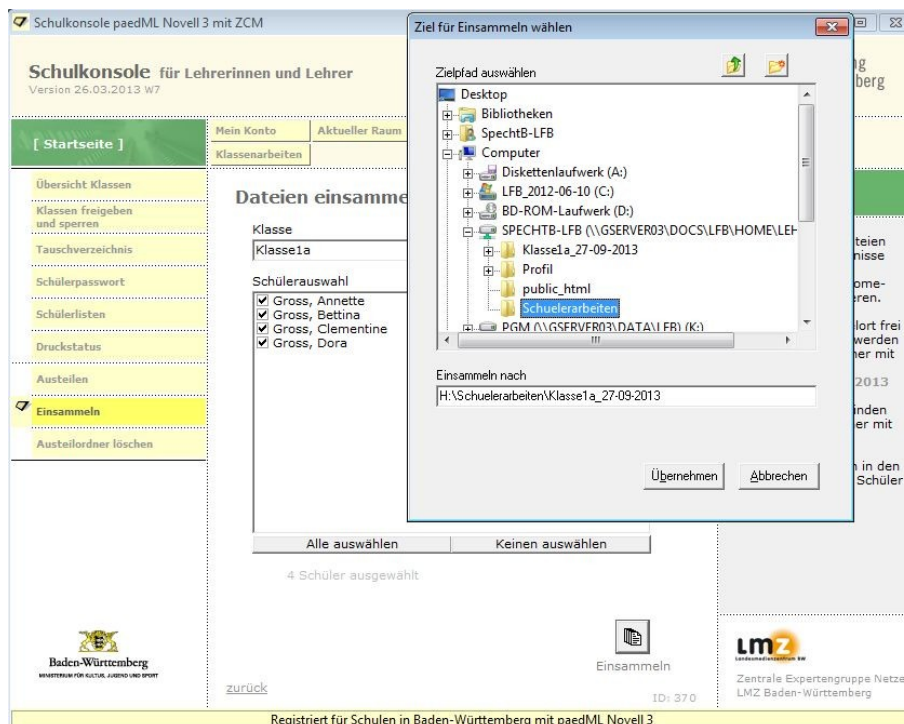 Schulkonsole paedML Novell 3 mit ZCM
Schulkonsole für Lehrerinnen und Lehrer
Version 26.03.2013 W7
[ Startseite ]
Mein Konto
Aktueller Raum
Klassenarbeiten
Übersicht Klassen
Klassen freigeben
und sperren
Tauschverzeichnis
Schülerpasswort
Schülerlisten
Druckstatus
Austeilen
Einsammeln
Austeilordner löschen
Dateien einsamme
Klasse
Klasse1a
Schülerauswahl
Gross, Annette
Gross, Bettina
Gross, Clementine
Gross, Dora
Alle auswählen
Keinen auswählen
4 Schüler ausgewählt
Einsammeln
zurück
ID: 370
Ziel für Einsammeln wählen
Zielpfad auswählen
Desktop
Bibliotheken
SpechtB-LFB
Computer
Diskettenlaufwerk (A:)
LFB_2012-06-10 (C:)
BD-ROM-Laufwerk (D:)
SPECHTB-LFB (\\GSERVER03\DOCS\LFB\HOME\LEH
Klasse1a_27-09-2013
Profil
public_html
Schuelerarbeiten
PGM (\\GSERVER03\DATA\LFB) (K:)
Einsammeln nach
H:\Schuelerarbeiten\Klasse1a_27-09-2013
Übernehmen
Abbrechen
ng
berg
teien
nisse
ome-
eren.
lort frei
werden
ner mit
2013
inden
er mit
n in den
Schüler
Baden-Württemberg
MINISTERIUM FÜR KULTUS, JUGEND UND SPORT
LMZ
Landesmedienzentrum BW
Zentrale Expertengruppe Netze
LMZ Baden-Württemberg
Registriert für Schulen in Baden-Württemberg mit paedML Novell 3